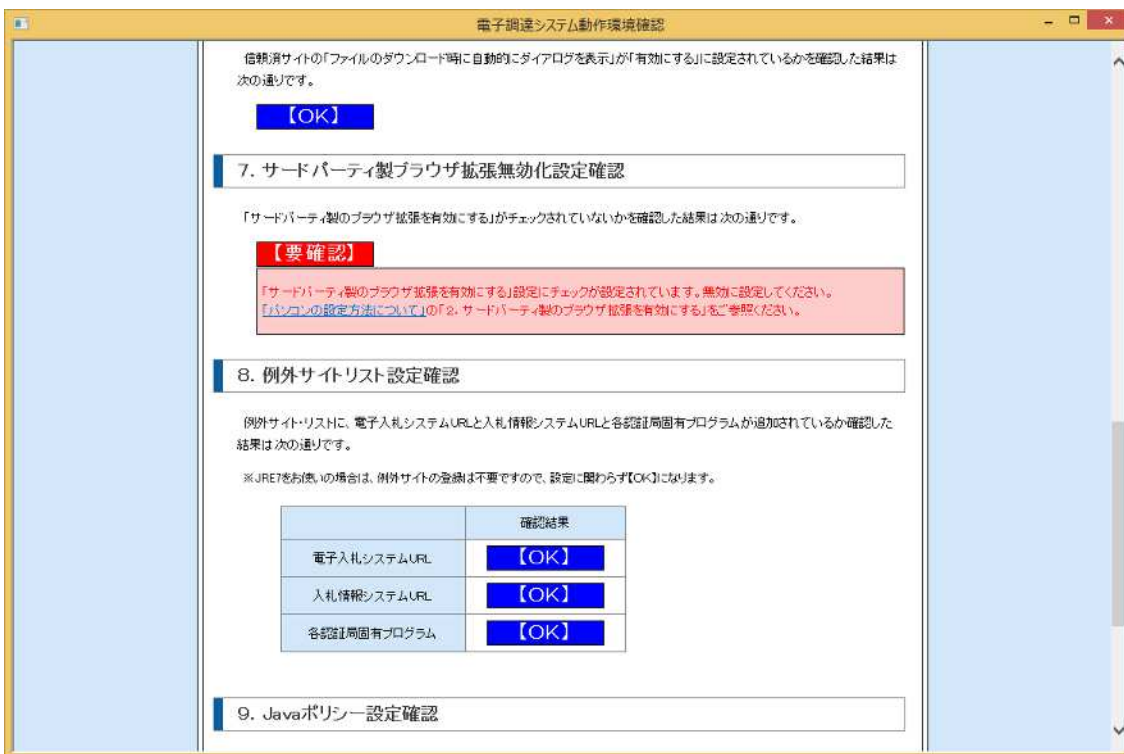 電子調達システム動作環境確認
信頼済サイトの「ファイルのダウンロード時に自動的にダイアログを表示」が「有効にする」に設定されているかを確認した結果は
次の通りです。
【OK】
7. サードパーティ製ブラウザ拡張無効化設定確認
「サードパーティ製のブラウザ拡張を有効にする」がチェックされていないかを確認した結果は次の通りです。
【要確認】
「サードパーティ製のブラウザ拡張を有効にする」設定にチェックが設定されています。無効に設定してください。
「パソコンの設定方法について」の「2. サードパーティ製のブラウザ拡張を有効にする」をご参照ください。
8. 例外サイトリスト設定確認
例外サイト・リストに、電子入札システムURLと入札情報システムURLと各認証局固有プログラムが追加されているか確認した
結果は次の通りです。
※JRE7をお使いの場合は、例外サイトの登録は不要ですので、設定に関わらず【OK】になります。
確認結果
電子入札システムURL 【OK】
入札情報システムURL 【OK】
各認証局固有プログラム 【OK】
9. Javaポリシー設定確認